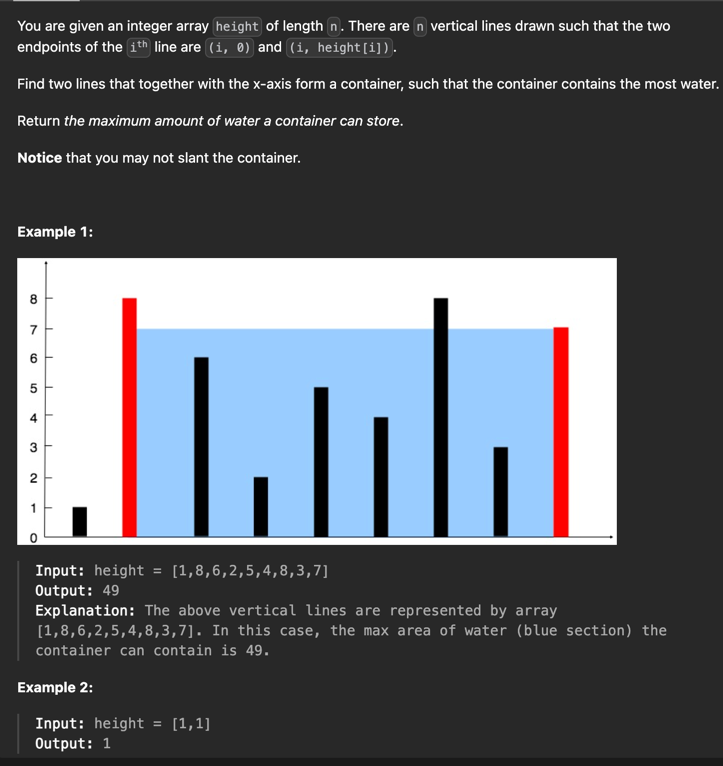 You are given an integer array height of length n. There are n vertical lines drawn such that the two
endpoints of the ith line are (i, 0) and (i, height[i]).
Find two lines that together with the x-axis form a container, such that the container contains the most water.
Return the maximum amount of water a container can store.
Notice that you may not slant the container.
Example 1:
8
7
6
5
4
3
2
1
0
Input: height = [1,8,6,2,5,4,8,3,7]
Output: 49
Explanation: The above vertical lines are represented by array
[1,8,6,2,5,4,8,3,7]. In this case, the max area of water (blue section) the
container can contain is 49.
Example 2:
Input: height = [1,1]
Output: 1